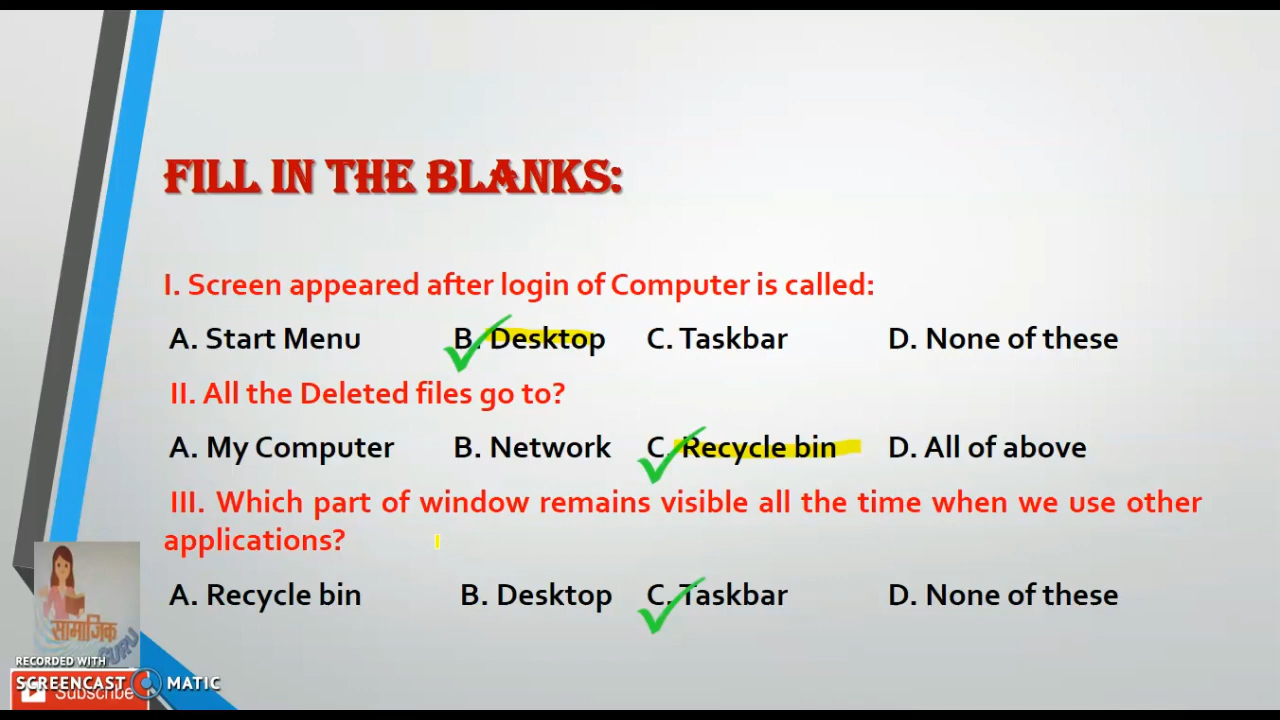 FILL IN THE BLANKS:
I. Screen appeared after login of Computer is called:
A. Start Menu B. Desktop C. Taskbar D. None of these
II. All the Deleted files go to?
A. My Computer B. Network C. Recycle bin D. All of above
III. Which part of window remains visible all the time when we use other
applications?
A. Recycle bin B. Desktop C. Taskbar D. None of these
सामाजिक
GURU
RECORDED WITH
SCREENCAST MATIC
Subscribe